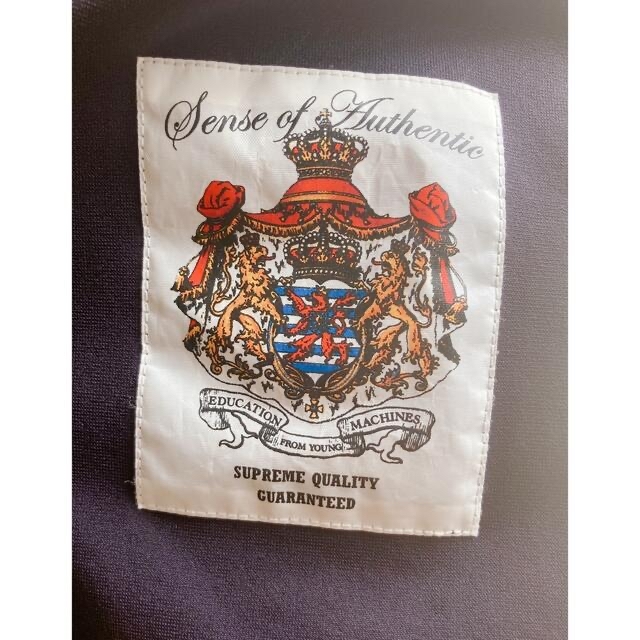 Sense of Authentic
EDUCATION FROM YOUNG MACHINES
SUPREME QUALITY
GUARANTEED